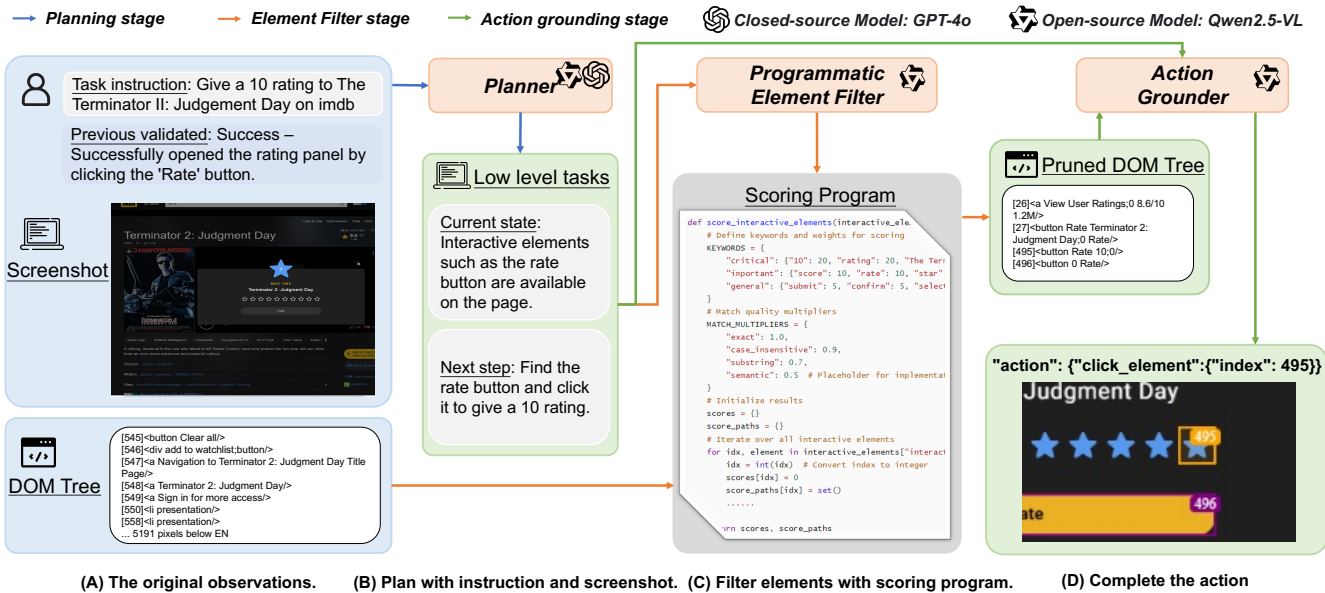 Planning stage
Element Filter stage
Action grounding stage
Closed-source Model: GPT-4o
Open-source Model: Qwen2.5-VL
Task instruction: Give a 10 rating to The
Terminator II: Judgement Day on imdb
Previous validated: Success –
Successfully opened the rating panel by
clicking the 'Rate' button.
Screenshot
Terminator 2: Judgment Day
RATE THIS
Terminator 2: Judgment Day
Rate
DOM Tree
[545]<button Clear all/>
[546]<div add to watchlist;button/>
[547]<a Navigation to Terminator 2: Judgment Day Title
Page/>
[548]<a Terminator 2: Judgment Day/>
[549]<a Sign in for more access/>
[550]<li presentation/>
[558]<li presentation/>
... 5191 pixels below EN
Planner
Low level tasks
Current state:
Interactive elements
such as the rate
button are available
on the page.
Next step: Find the
rate button and click
it to give a 10 rating.
Programmatic
Element Filter
Scoring Program
def score_interactive_elements(interactive_ele
# Define keywords and weights for scoring
KEYWORDS = {
"critical": {"10": 20, "rating": 20, "The Ter
"important": {"score": 10, "rate": 10, "star"
"general": {"submit": 5, "confirm": 5, "select
}
# Match quality multipliers
MATCH_MULTIPLIERS = {
"exact": 1.0,
"case_insensitive": 0.9,
"substring": 0.7,
"semantic": 0.5 # Placeholder for implementat
}
# Initialize results
scores = {}
score_paths = {}
# Iterate over all interactive elements
for idx, element in interactive_elements["interact
idx = int(idx) # Convert index to integer
scores[idx] = 0
score_paths[idx] = set()
......
urn scores, score_paths
Action
Grounder
Pruned DOM Tree
[26]<a View User Ratings;0 8.6/10
1.2M/>
[27]<button Rate Terminator 2:
Judgment Day;0 Rate/>
[495]<button Rate 10;0/>
[496]<button 0 Rate/>
"action": {"click_element":{"index": 495}}
Judgment Day
495
496
ate
(A) The original observations.
(B) Plan with instruction and screenshot.
(C) Filter elements with scoring program.
(D) Complete the action